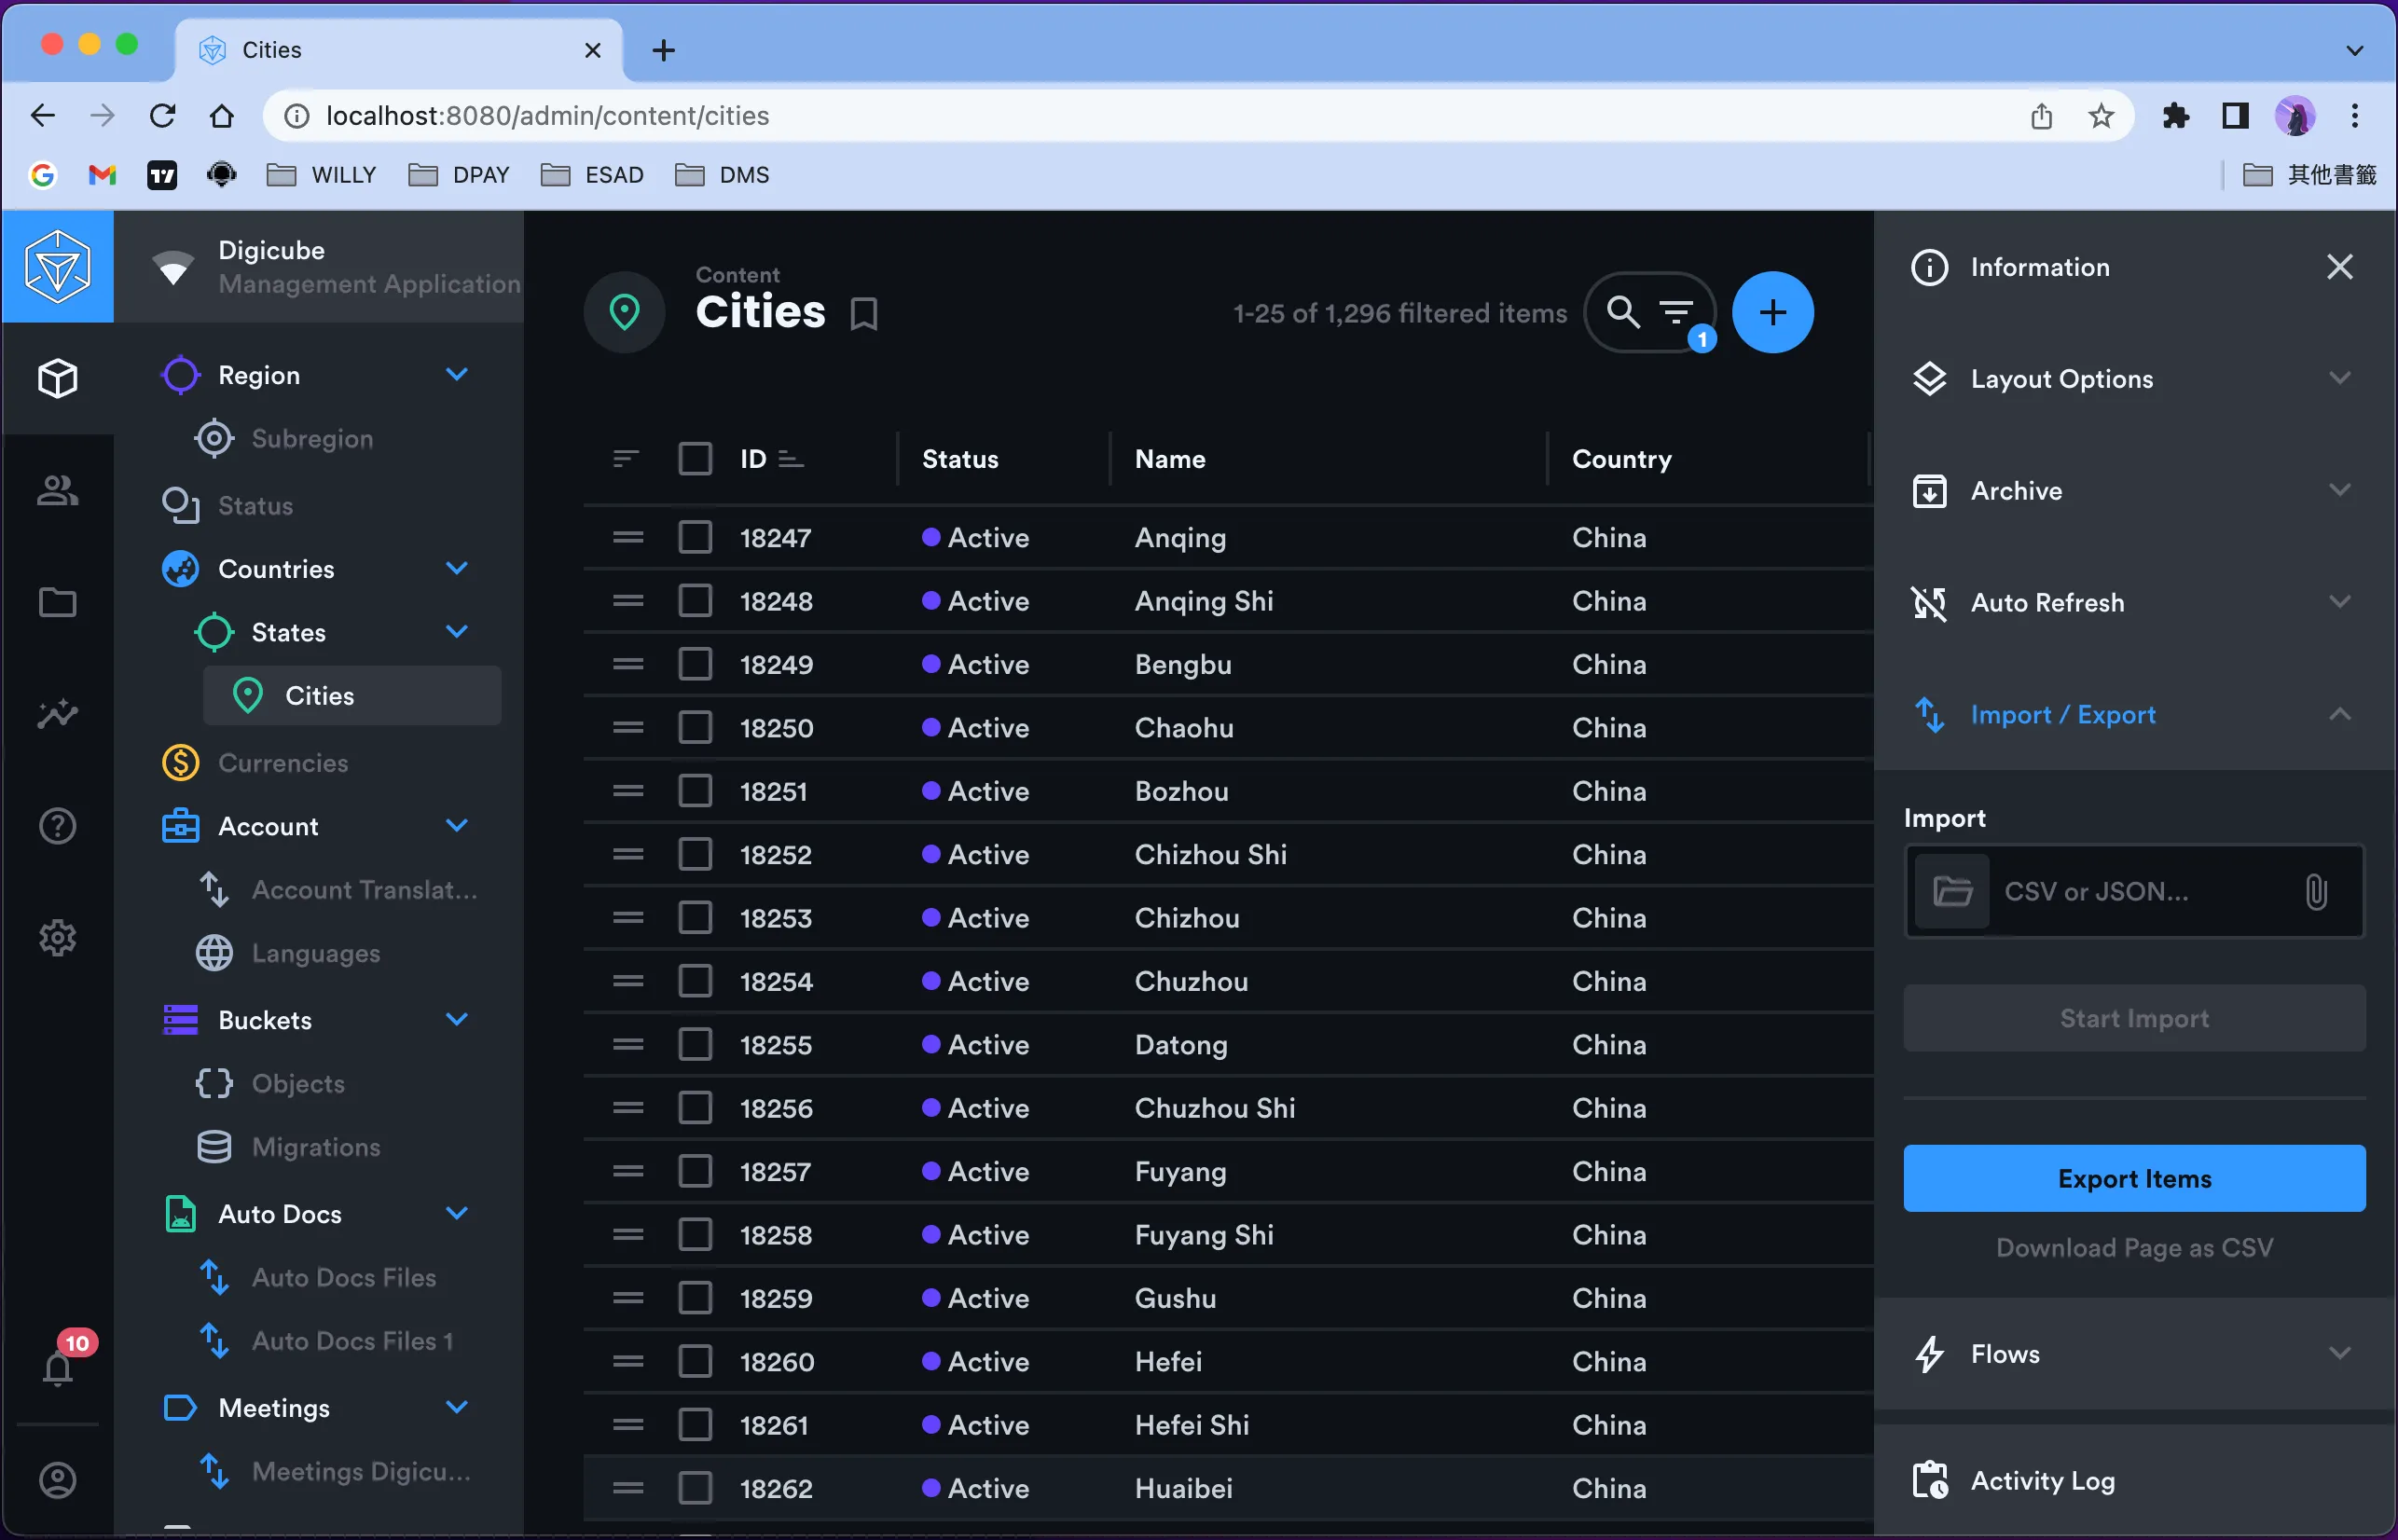 Cities
localhost:8080/admin/content/cities
WILLY
DPAY
ESAD
DMS
其他書籤
Digicube
Management Application
Region
Subregion
Status
Countries
States
Cities
Currencies
Account
Account Translat...
Languages
Buckets
Objects
Migrations
Auto Docs
Auto Docs Files
Auto Docs Files 1
Meetings
Meetings Digicu...
10
Content
Cities
1-25 of 1,296 filtered items
1
ID Status Name Country
18247 Active Anqing China
18248 Active Anqing Shi China
18249 Active Bengbu China
18250 Active Chaohu China
18251 Active Bozhou China
18252 Active Chizhou Shi China
18253 Active Chizhou China
18254 Active Chuzhou China
18255 Active Datong China
18256 Active Chuzhou Shi China
18257 Active Fuyang China
18258 Active Fuyang Shi China
18259 Active Gushu China
18260 Active Hefei China
18261 Active Hefei Shi China
18262 Active Huaibei China
Information
Layout Options
Archive
Auto Refresh
Import / Export
Import
CSV or JSON...
Start Import
Export Items
Download Page as CSV
Flows
Activity Log